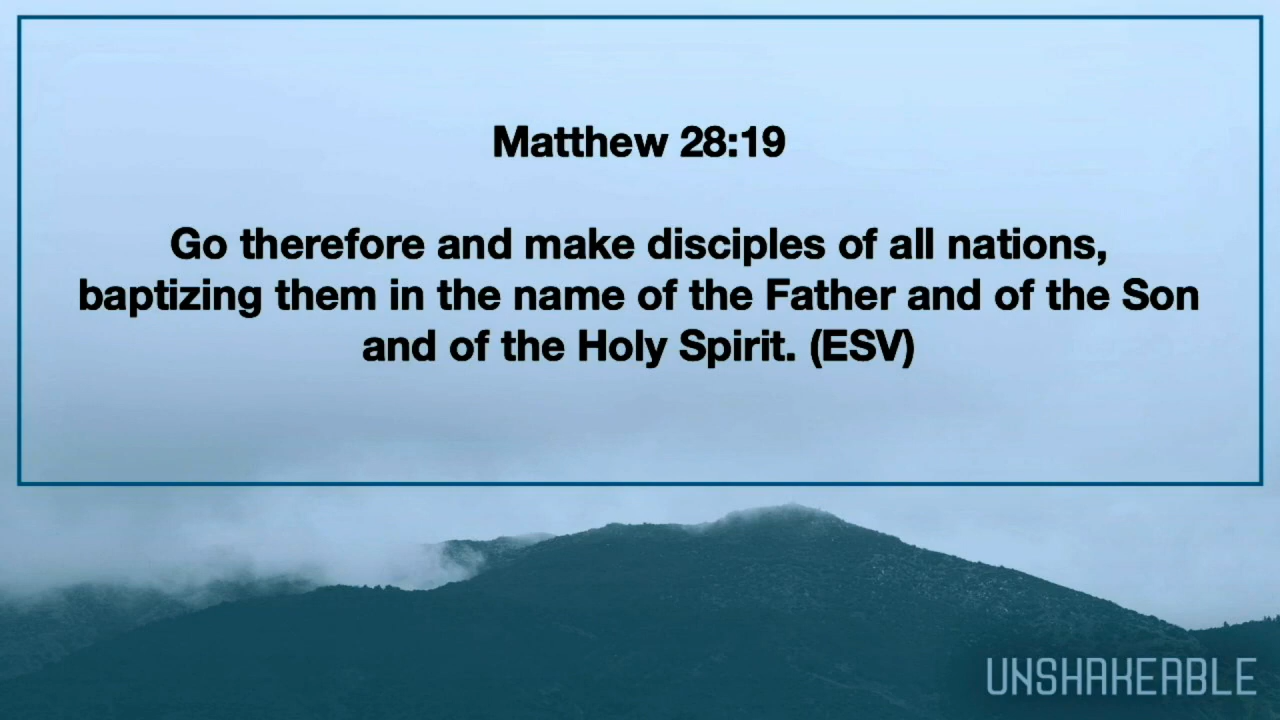 Matthew 28:19
Go therefore and make disciples of all nations,
baptizing them in the name of the Father and of the Son
and of the Holy Spirit. (ESV)
UNSHAKEABLE